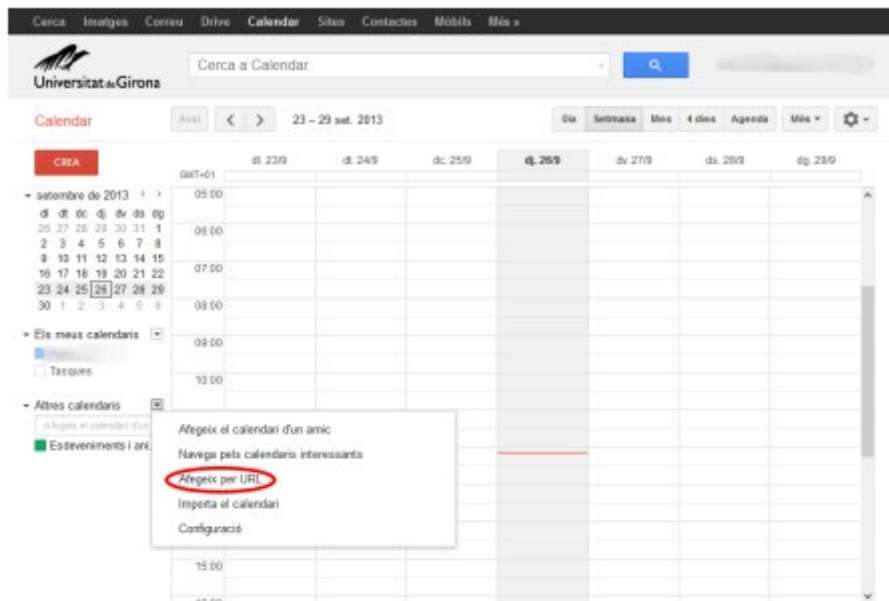 Cerca Imatges Correu Drive Calendar Sites Contactes Mòbils Més »
Universitat de Girona
Cerca a Calendar
Calendar
Avui < > 23 – 29 set. 2013
Dia Setmana Mes 4 dies Agenda Més
CREA
dl. 23/9 dt. 24/9 dc. 25/9 dj. 26/9 dv. 27/9 ds. 28/9 dg. 29/9
GMT+01
setembre de 2013 < >
dl dt dc dj dv ds dg
26 27 28 29 30 31 1
2 3 4 5 6 7 8
9 10 11 12 13 14 15
16 17 18 19 20 21 22
23 24 25 26 27 28 29
30 1 2 3 4 5 6
Els meus calendaris
Tasques
Altres calendaris
Afegeix el calendari d'un
Esdeveniments i ani.
05:00
06:00
07:00
08:00
09:00
10:00
Afegeix el calendari d'un amic
Navega pels calendaris interessants
Afegeix per URL
Importa el calendari
Configuració
15:00